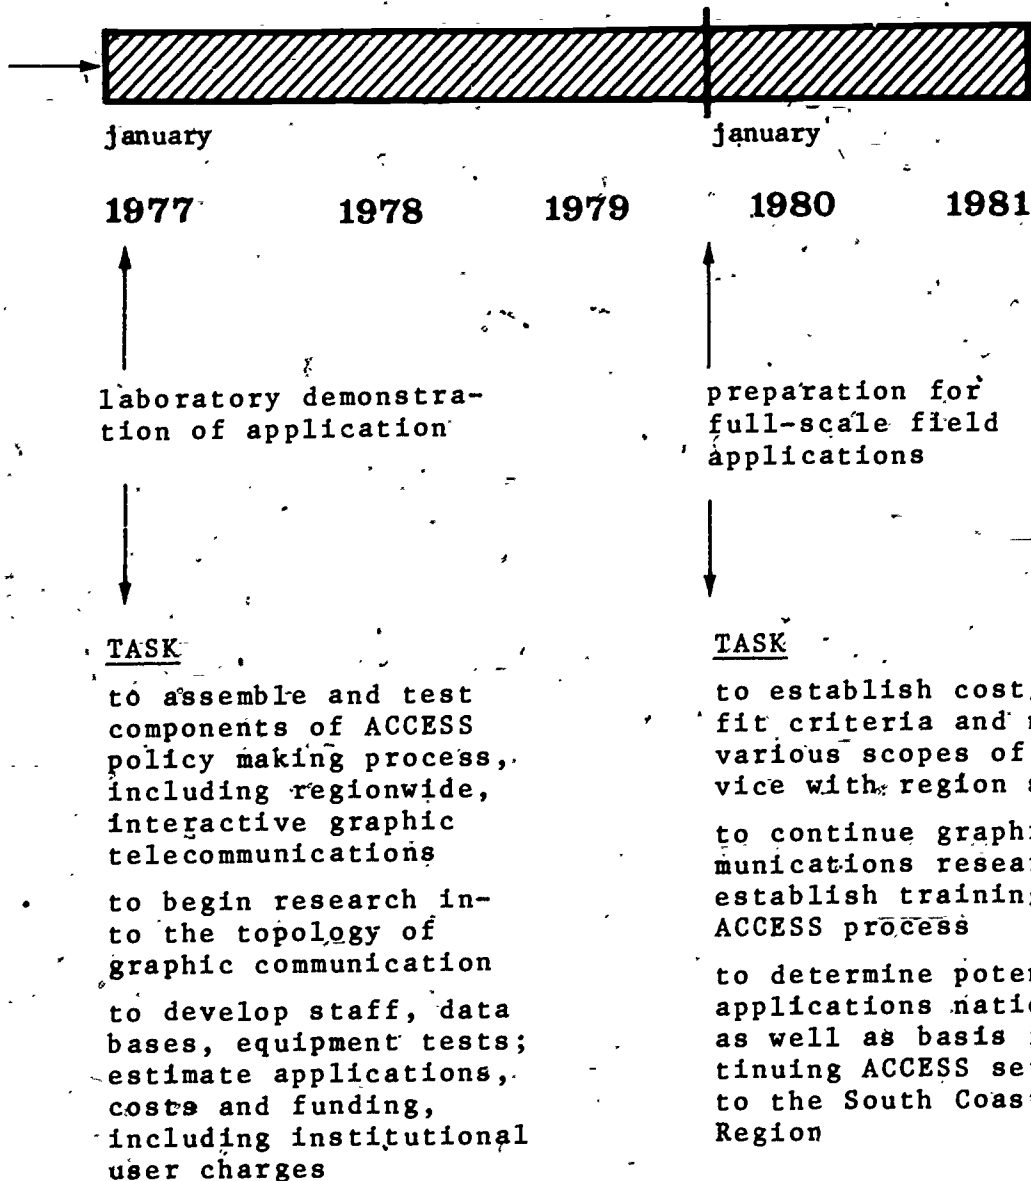 january
january
1977 1978 1979 1980 1981
laboratory demonstra-
tion of application
preparation for
full-scale field
applications
TASK
to assemble and test
components of ACCESS
policy making process,
including regionwide,
interactive graphic
telecommunications
to begin research in-
to the topology of
graphic communication
to develop staff, data
bases, equipment tests;
estimate applications,
costs and funding,
including institutional
user charges
TASK
to establish cost
fit criteria and
various scopes of
vice with region
to continue graphi
munications resear
establish training
ACCESS process
to determine poten
applications natio
as well as basis
tinuing ACCESS se
to the South Coast
Region